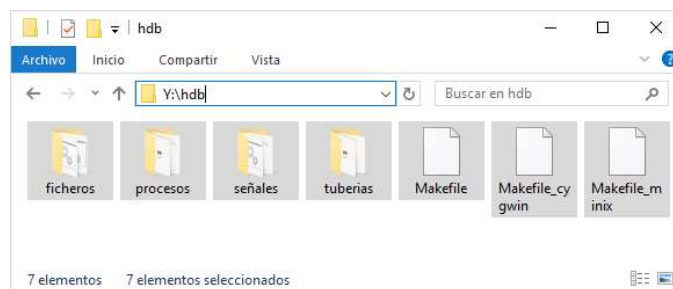 hdb
Archivo Inicio Compartir Vista
Y:\hdb Buscar en hdb
ficheros procesos señales tuberias Makefile Makefile_cy Makefile_m
gwin inix
7 elementos 7 elementos seleccionados